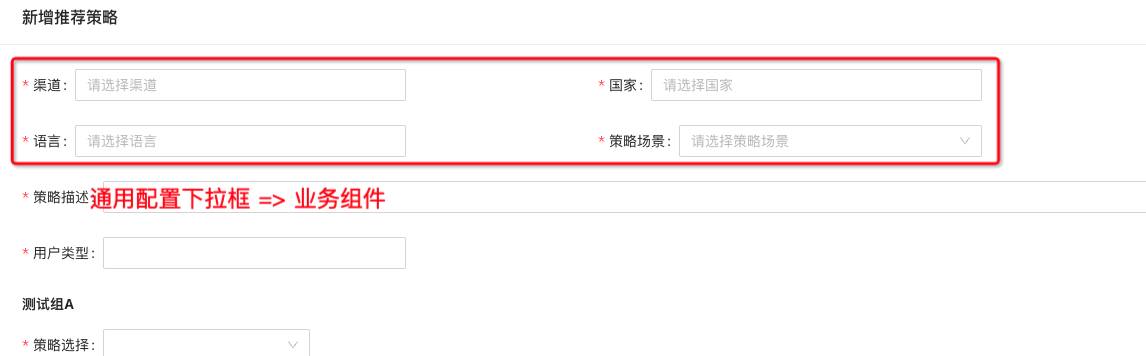 新增推荐策略
* 渠道: 请选择渠道 * 国家: 请选择国家
* 语言: 请选择语言 * 策略场景: 请选择策略场景
* 策略描述 通用配置下拉框 => 业务组件
* 用户类型:
测试组A
* 策略选择: